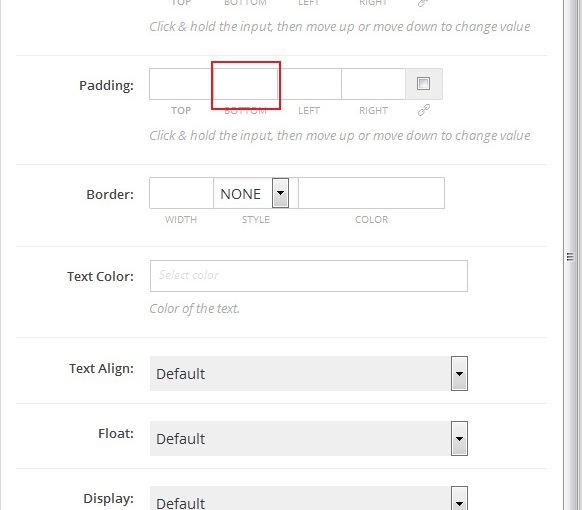 TOP BOTTOM LEFT RIGHT
Click & hold the input, then move up or move down to change value
Padding:
TOP BOTTOM LEFT RIGHT
Click & hold the input, then move up or move down to change value
Border: NONE
WIDTH STYLE COLOR
Text Color: Select color
Color of the text.
Text Align: Default
Float: Default
Display: Default